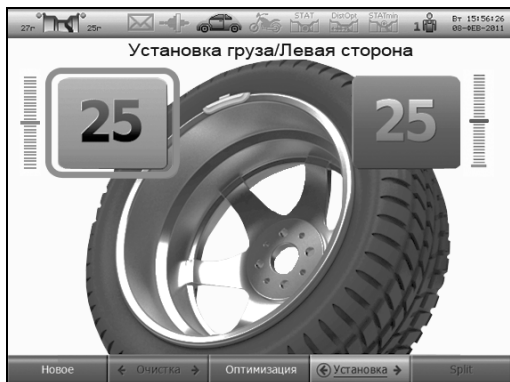 STAT DistOpt STATmin Вт 15:56:26
27г 25г 1 08-ФЕВ-2011
Установка груза/Левая сторона
25 25
Новое Очистка Оптимизация Установка Split